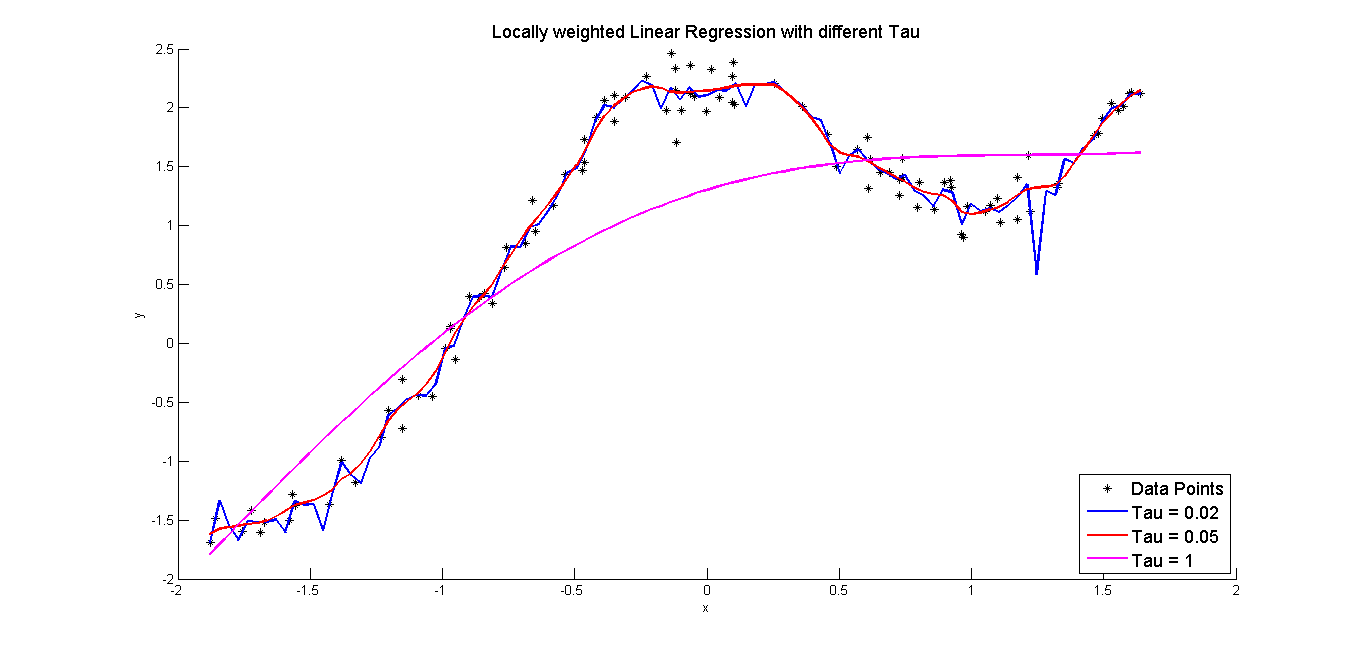 Locally weighted Linear Regression with different Tau
2.5
2
1.5
1
0.5
0
-0.5
-1
-1.5
-2
y
-2 -1.5 -1 -0.5 0 0.5 1 1.5 2
x
Data Points
Tau = 0.02
Tau = 0.05
Tau = 1